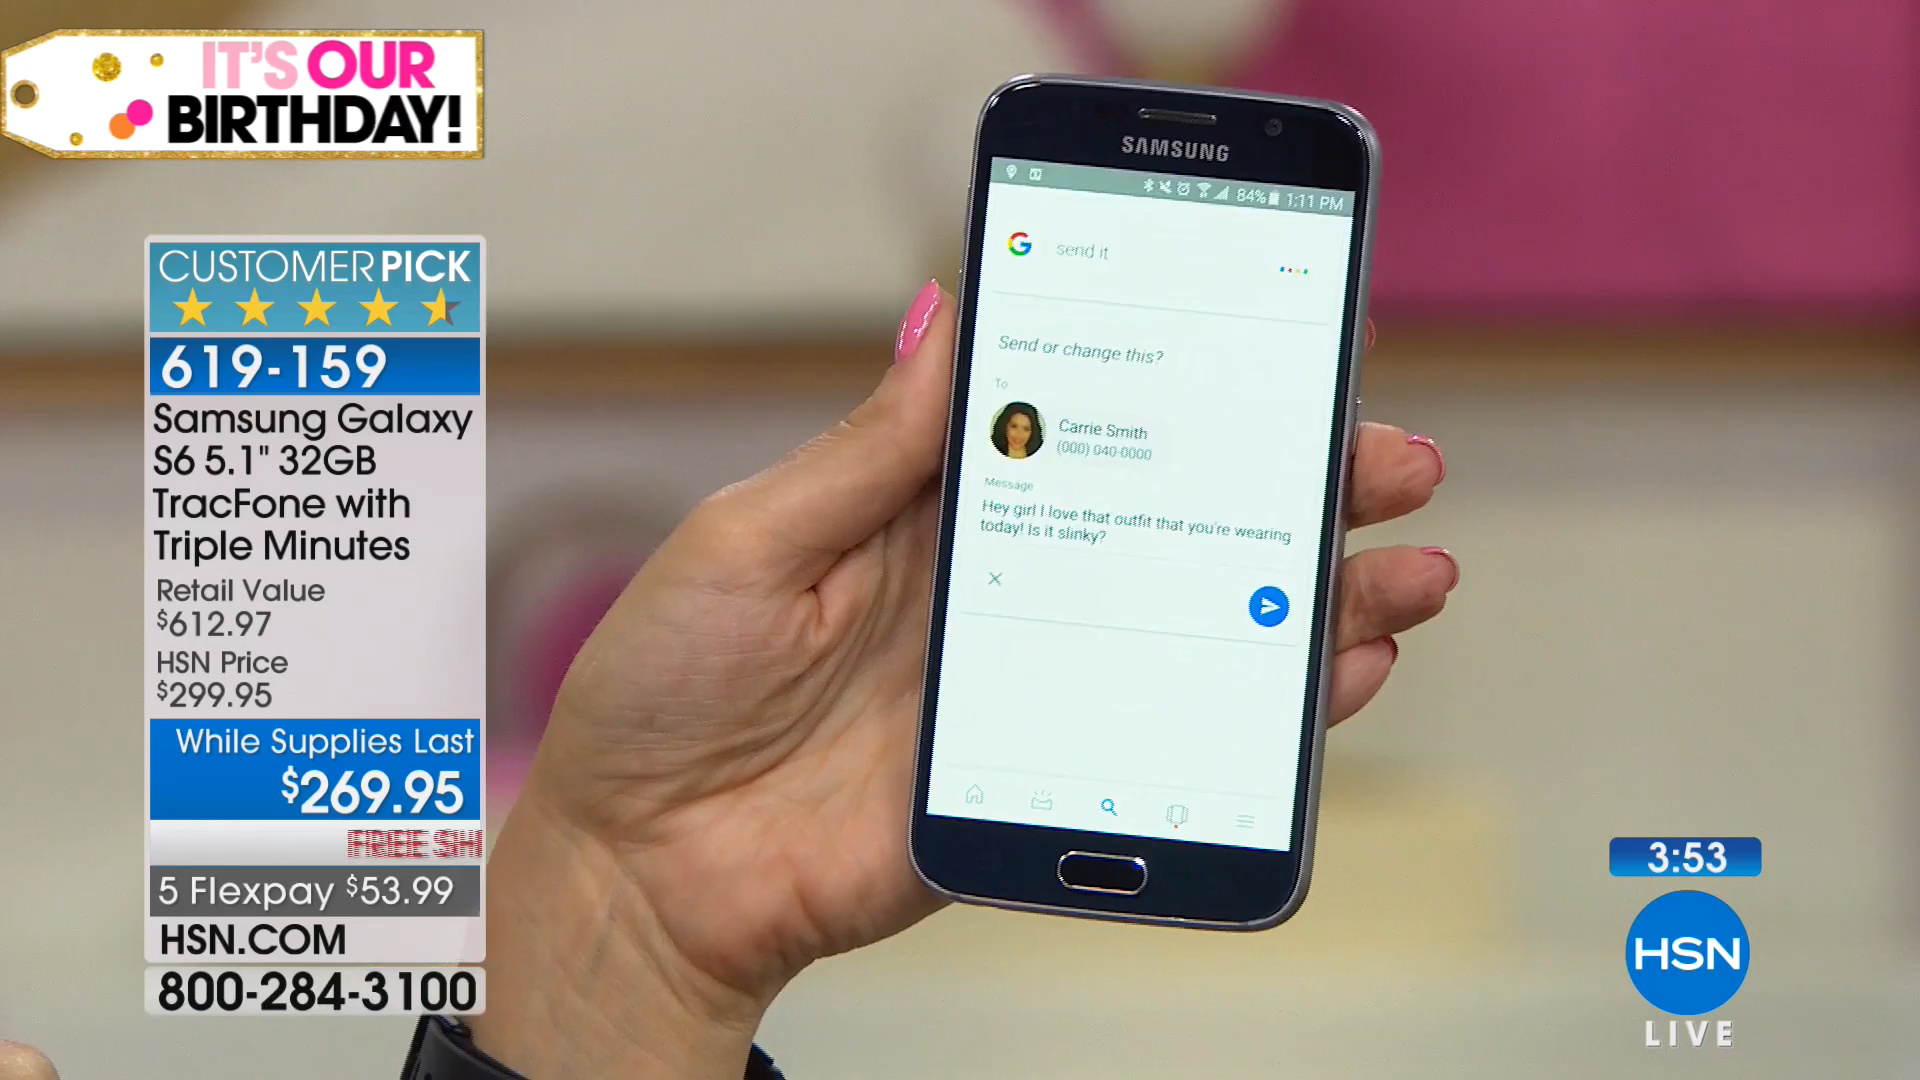 IT'S OUR
BIRTHDAY!
CUSTOMER PICK
619-159
Samsung Galaxy
S6 5.1" 32GB
TracFone with
Triple Minutes
Retail Value
$612.97
HSN Price
$299.95
While Supplies Last
$269.95
FREE SH
5 Flexpay $53.99
HSN.COM
800-284-3100
SAMSUNG
84% 1:11 PM
G send it
Send or change this?
To
Carrie Smith
(000) 040-0000
Message
Hey girl I love that outfit that you're wearing
today! Is it slinky?
3:53
HSN
LIVE